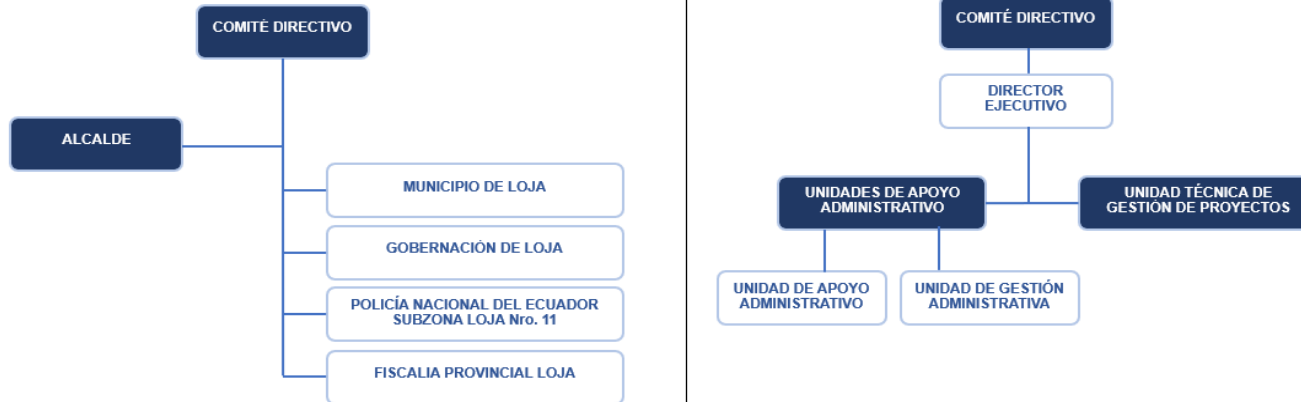 COMITÉ DIRECTIVO
ALCALDE
MUNICIPIO DE LOJA
GOBERNACIÓN DE LOJA
POLICÍA NACIONAL DEL ECUADOR
SUBZONA LOJA Nro. 11
FISCALIA PROVINCIAL LOJA
COMITÉ DIRECTIVO
DIRECTOR
EJECUTIVO
UNIDADES DE APOYO
ADMINISTRATIVO
UNIDAD TÉCNICA DE
GESTIÓN DE PROYECTOS
UNIDAD DE APOYO
ADMINISTRATIVO
UNIDAD DE GESTIÓN
ADMINISTRATIVA